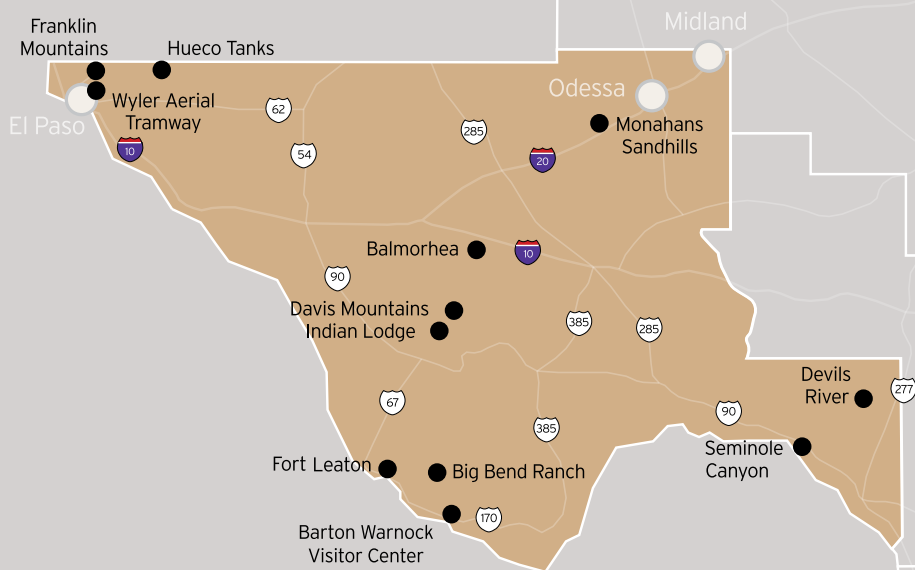 Franklin
Mountains
Hueco Tanks
Midland
Odessa
El Paso
Wyler Aerial
Tramway
62
10
54
285
20
Monahans
Sandhills
Balmorhea
10
90
Davis Mountains
Indian Lodge
385
285
67
385
90
Devils
River
277
Seminole
Canyon
Fort Leaton
Big Bend Ranch
170
Barton Warnock
Visitor Center